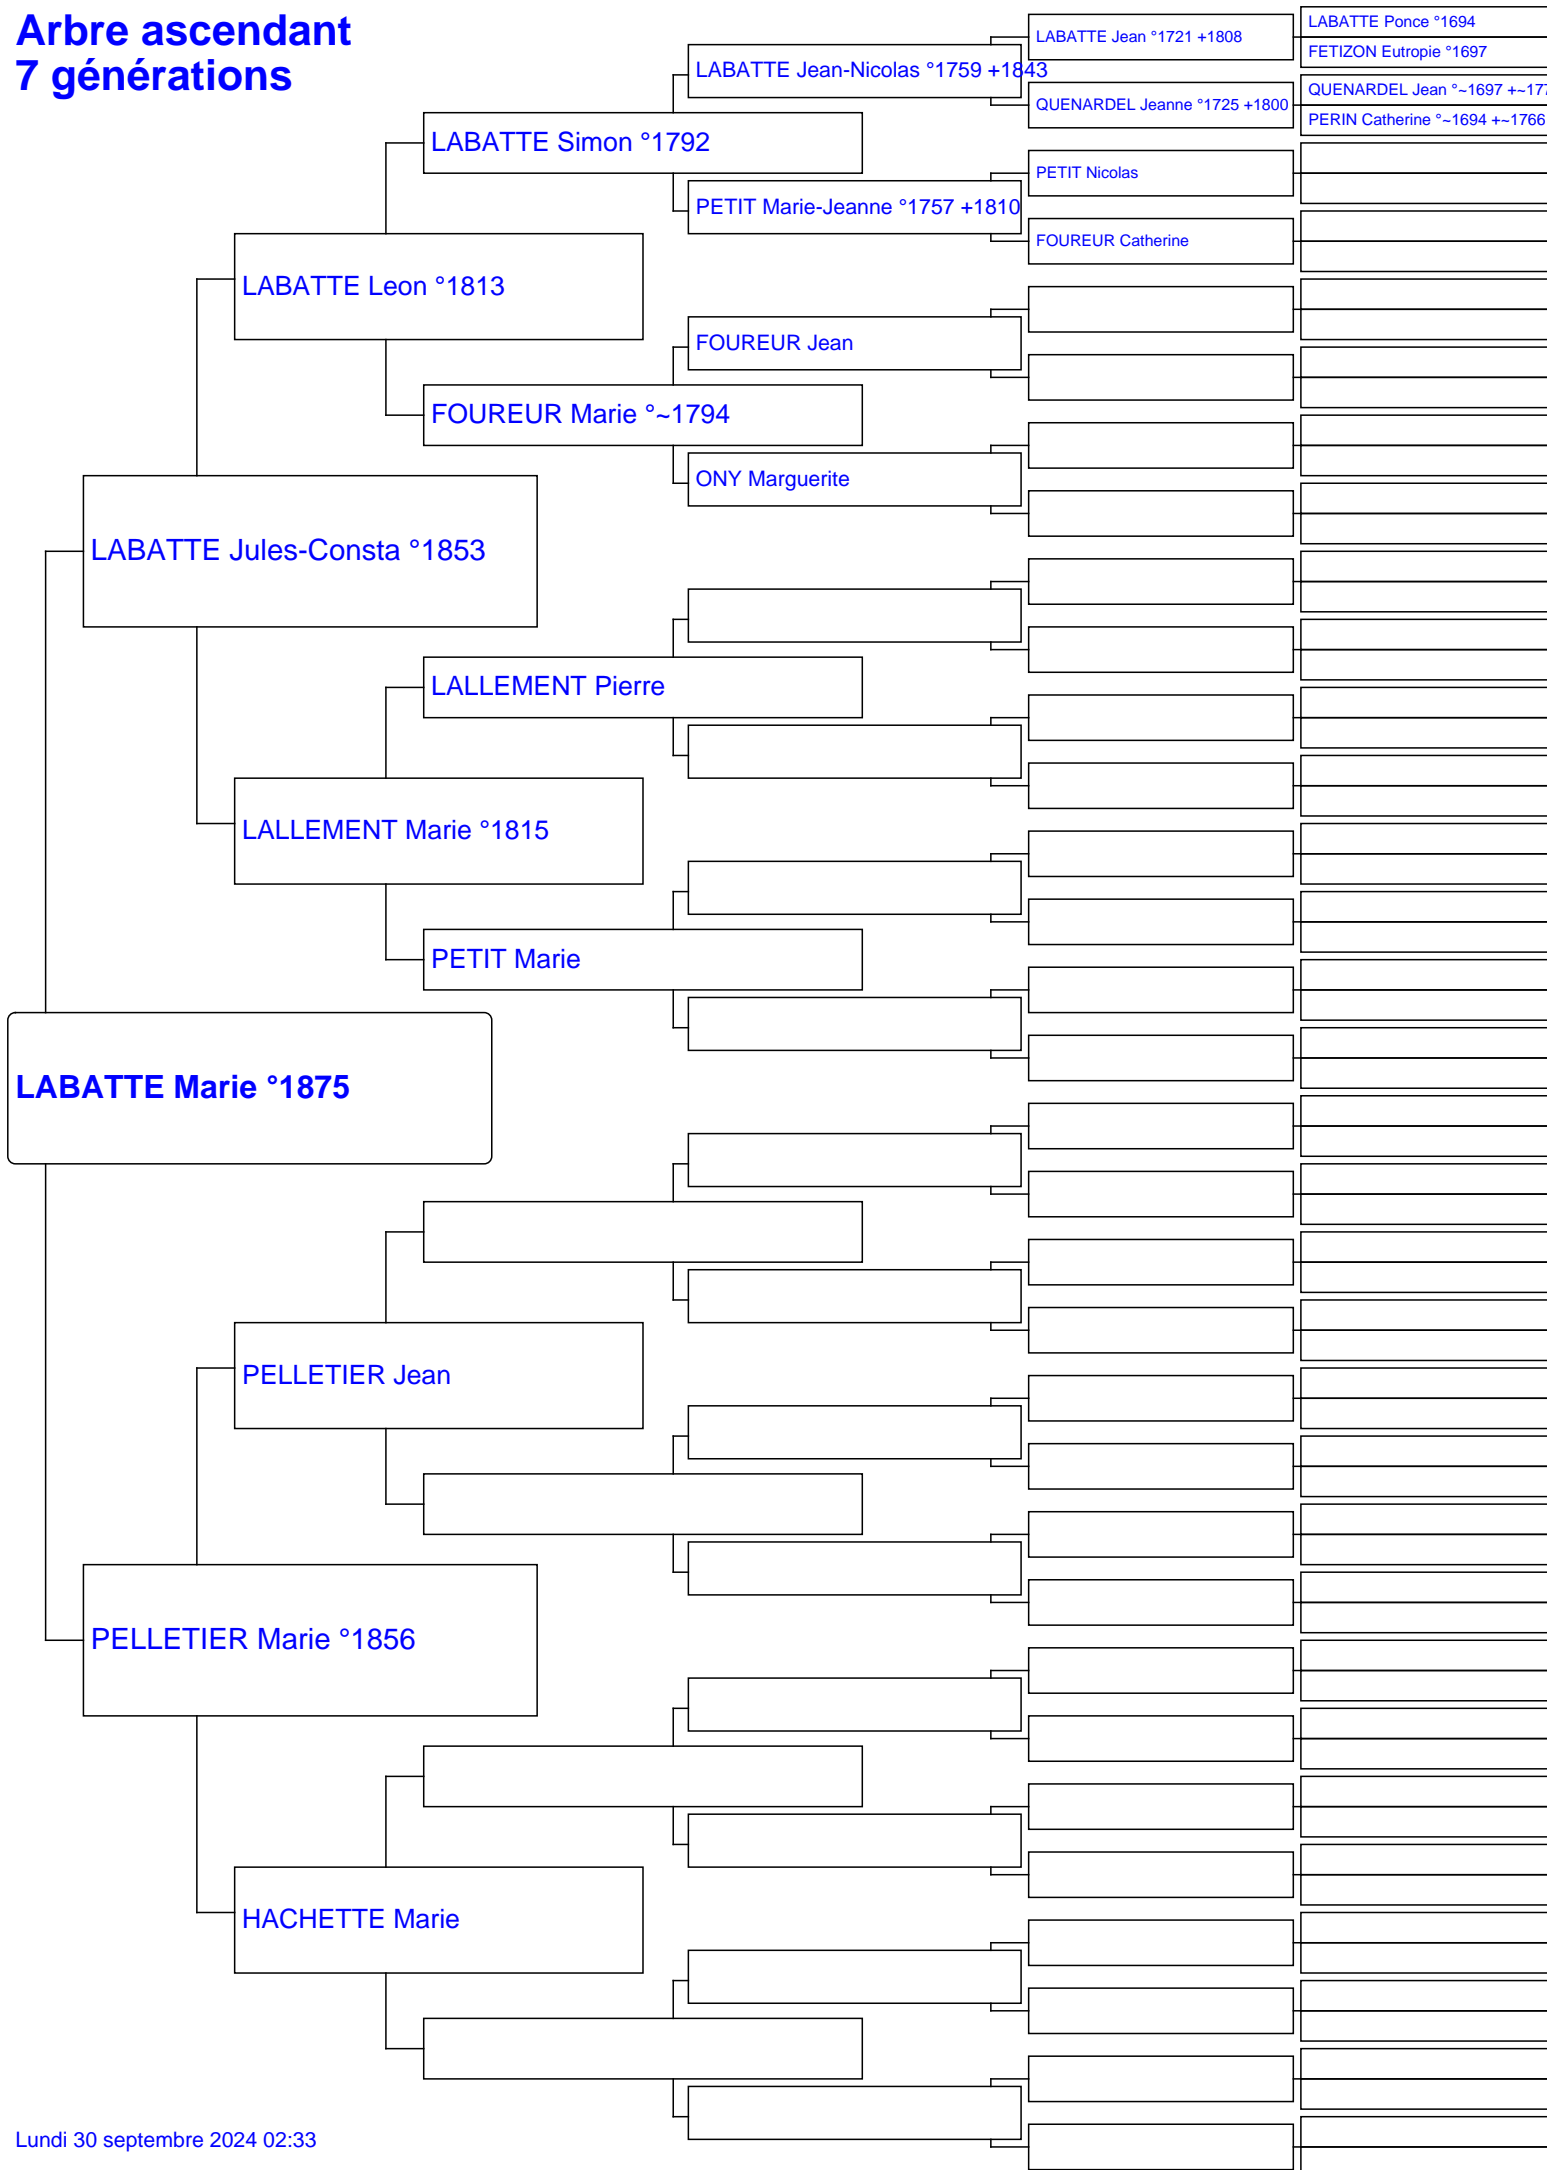 Arbre ascendant
7 générations
LABATTE Ponce °1694
LABATTE Jean °1721 +1808
FETIZON Eutropie °1697
LABATTE Jean-Nicolas °1759 +1843
QUENARDEL Jean °~1697 +~177
QUENARDEL Jeanne °1725 +1800
PERIN Catherine °~1694 +~1766
LABATTE Simon °1792
PETIT Nicolas
PETIT Marie-Jeanne °1757 +1810
FOUREUR Catherine
LABATTE Leon °1813
FOUREUR Jean
FOUREUR Marie °~1794
ONY Marguerite
LABATTE Jules-Consta °1853
LALLEMENT Pierre
LALLEMENT Marie °1815
PETIT Marie
LABATTE Marie °1875
PELLETIER Jean
PELLETIER Marie °1856
HACHETTE Marie
Lundi 30 septembre 2024 02:33